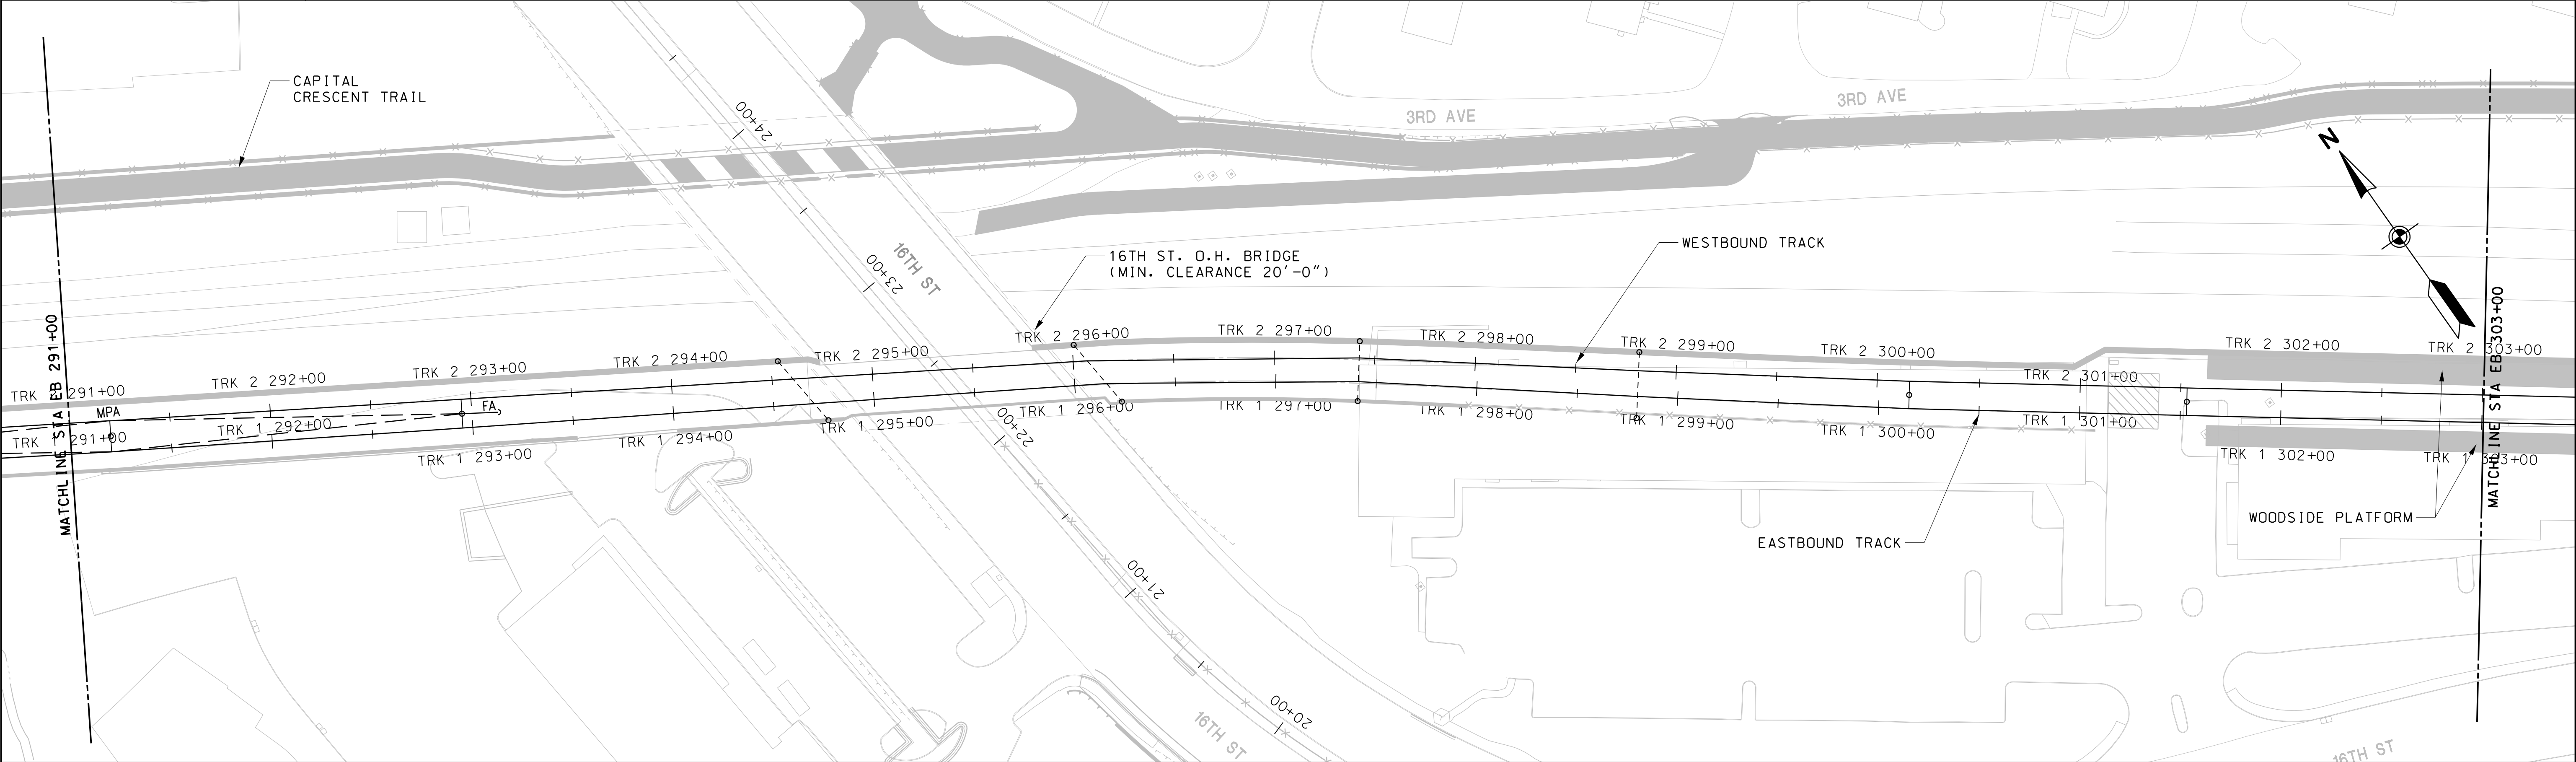 CAPITAL
CRESCENT TRAIL
24+00
3RD AVE
3RD AVE
N
16TH ST
23+00
16TH ST. O.H. BRIDGE
(MIN. CLEARANCE 20'-0")
WESTBOUND TRACK
MATCHLINE STA EB 291+00
MATCHLINE STA EB 303+00
TRK 2 291+00
TRK 2 292+00
TRK 2 293+00
TRK 2 294+00
TRK 2 295+00
TRK 2 296+00
TRK 2 297+00
TRK 2 298+00
TRK 2 299+00
TRK 2 300+00
TRK 2 301+00
TRK 2 302+00
TRK 2 303+00
MPA
FA
TRK 1 291+00
TRK 1 292+00
TRK 1 293+00
TRK 1 294+00
TRK 1 295+00
TRK 1 296+00
TRK 1 297+00
TRK 1 298+00
TRK 1 299+00
TRK 1 300+00
TRK 1 301+00
TRK 1 302+00
TRK 1 303+00
22+00
WOODSIDE PLATFORM
EASTBOUND TRACK
21+00
20+00
16TH ST
16TH ST